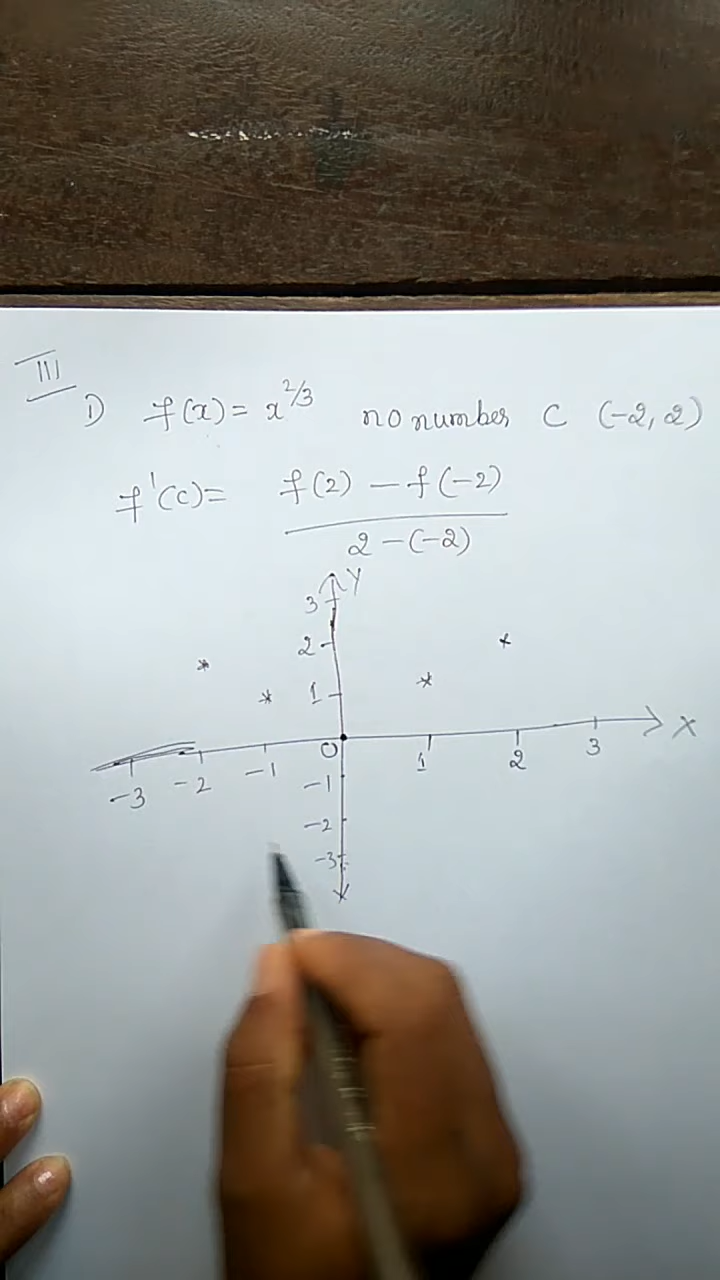 III
1) f(x) = x^{2/3} no number C (-2, 2)
f'(c) = \frac{f(2) - f(-2)}{2 - (-2)}
Y
3
2
1
0 1 2 3 X
-3 -2 -1
-1
-2
-3